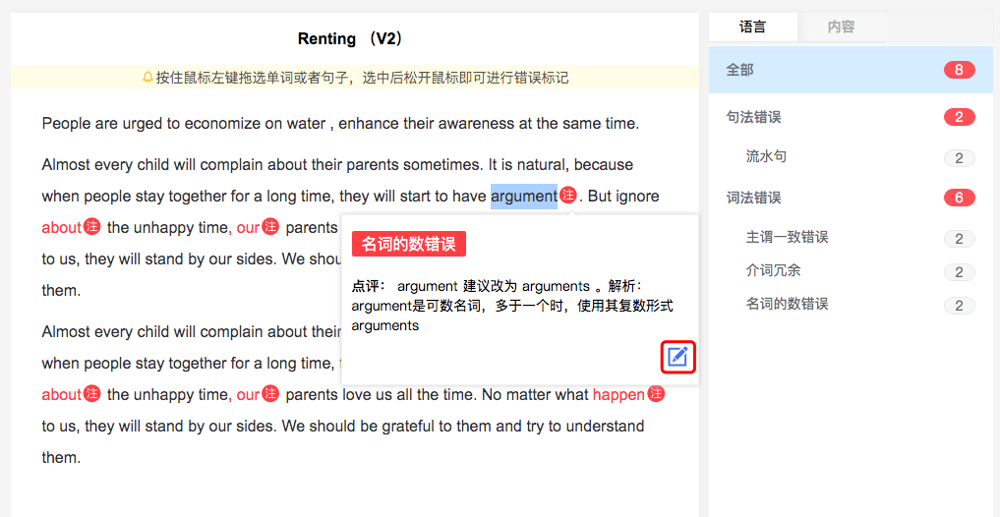 Renting （V2）
按住鼠标左键拖选单词或者句子，选中后松开鼠标即可进行错误标记
People are urged to economize on water , enhance their awareness at the same time.
Almost every child will complain about their parents sometimes. It is natural, because
when people stay together for a long time, they will start to have argument注. But ignore
about注 the unhappy time, our注 parents
to us, they will stand by our sides. We shou
them.
名词的数错误
点评： argument 建议改为 arguments 。解析：
argument是可数名词，多于一个时，使用其复数形式
arguments
Almost every child will complain about their
when people stay together for a long time,
about注 the unhappy time, our注 parents love us all the time. No matter what happen注
to us, they will stand by our sides. We should be grateful to them and try to understand
them.
语言 内容
全部 8
句法错误 2
流水句 2
词法错误 6
主谓一致错误 2
介词冗余 2
名词的数错误 2